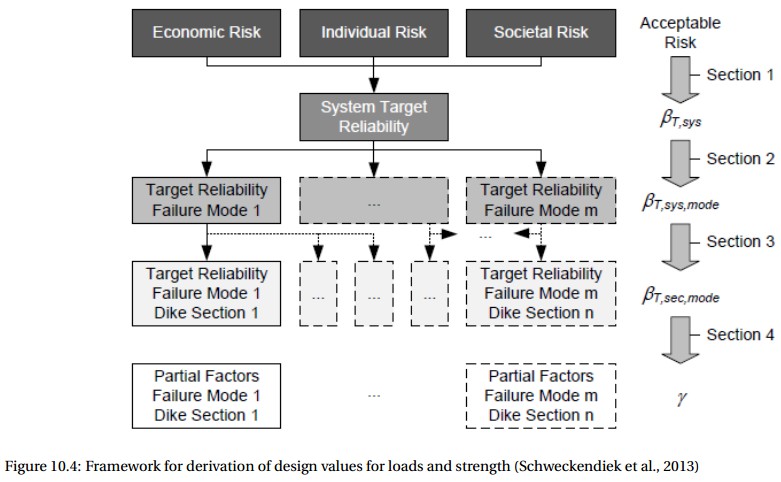 Economic Risk
Individual Risk
Societal Risk
Acceptable
Risk
Section 1
System Target
Reliability
βT,sys
Section 2
Target Reliability
Failure Mode 1
...
Target Reliability
Failure Mode m
βT,sys,mode
...
Section 3
Target Reliability
Failure Mode 1
Dike Section 1
...
...
...
Target Reliability
Failure Mode m
Dike Section n
βT,sec,mode
Section 4
Partial Factors
Failure Mode 1
Dike Section 1
...
Partial Factors
Failure Mode m
Dike Section n
γ
Figure 10.4: Framework for derivation of design values for loads and strength (Schweckendiek et al., 2013)